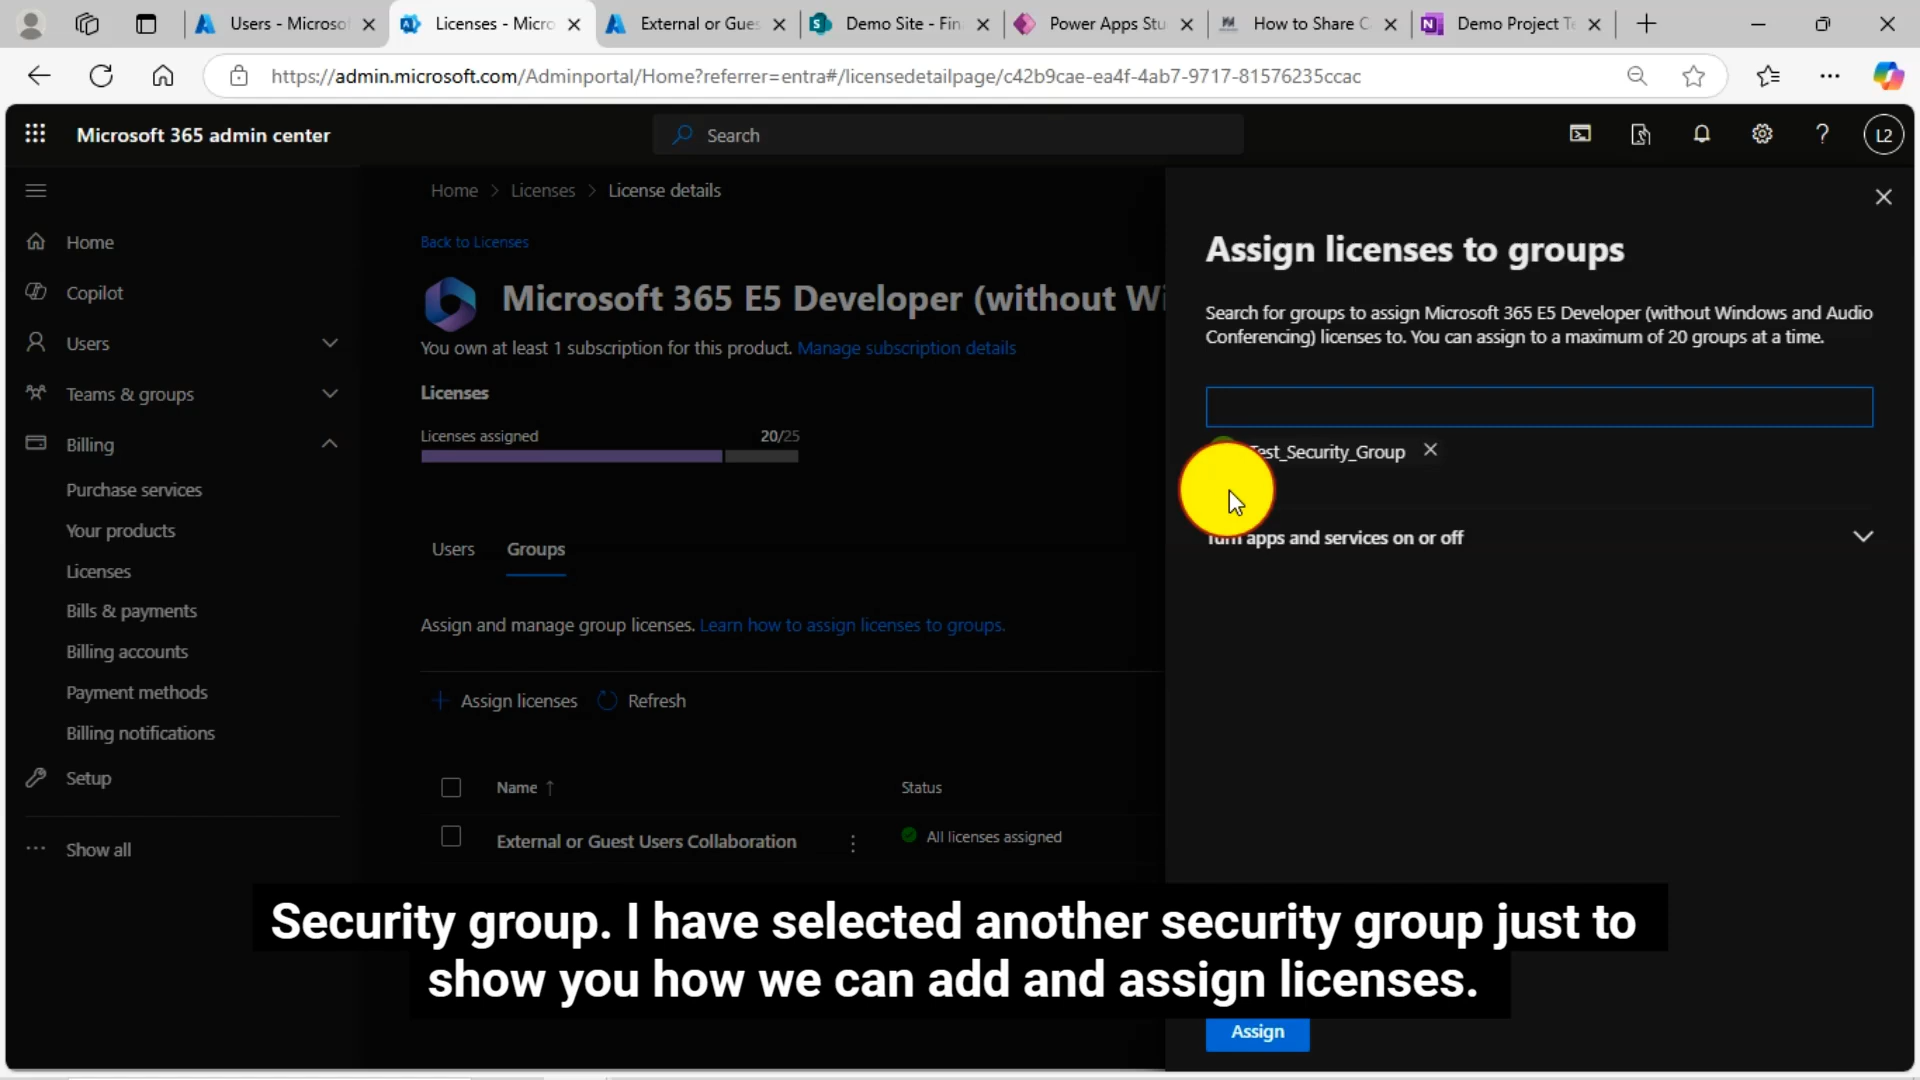 Users - Microsof
Licenses - Micro
External or Gues
Demo Site - Fin
Power Apps Stu
How to Share C
Demo Project Te
https://admin.microsoft.com/Adminportal/Home?referrer=entra#/licensedetailpage/c42b9cae-ea4f-4ab7-9717-81576235ccac
Microsoft 365 admin center
Search
L2
Home
Copilot
Users
Teams & groups
Billing
Purchase services
Your products
Licenses
Bills & payments
Billing accounts
Payment methods
Billing notifications
Setup
Show all
Home > Licenses > License details
Back to Licenses
Microsoft 365 E5 Developer (without Wi
You own at least 1 subscription for this product. Manage subscription details
Licenses
Licenses assigned 20/25
Users Groups
Assign and manage group licenses. Learn how to assign licenses to groups.
Assign licenses Refresh
Name ↑ Status
External or Guest Users Collaboration All licenses assigned
Assign licenses to groups
Search for groups to assign Microsoft 365 E5 Developer (without Windows and Audio
Conferencing) licenses to. You can assign to a maximum of 20 groups at a time.
Test_Security_Group
Turn apps and services on or off
Security group. I have selected another security group just to
show you how we can add and assign licenses.
Assign